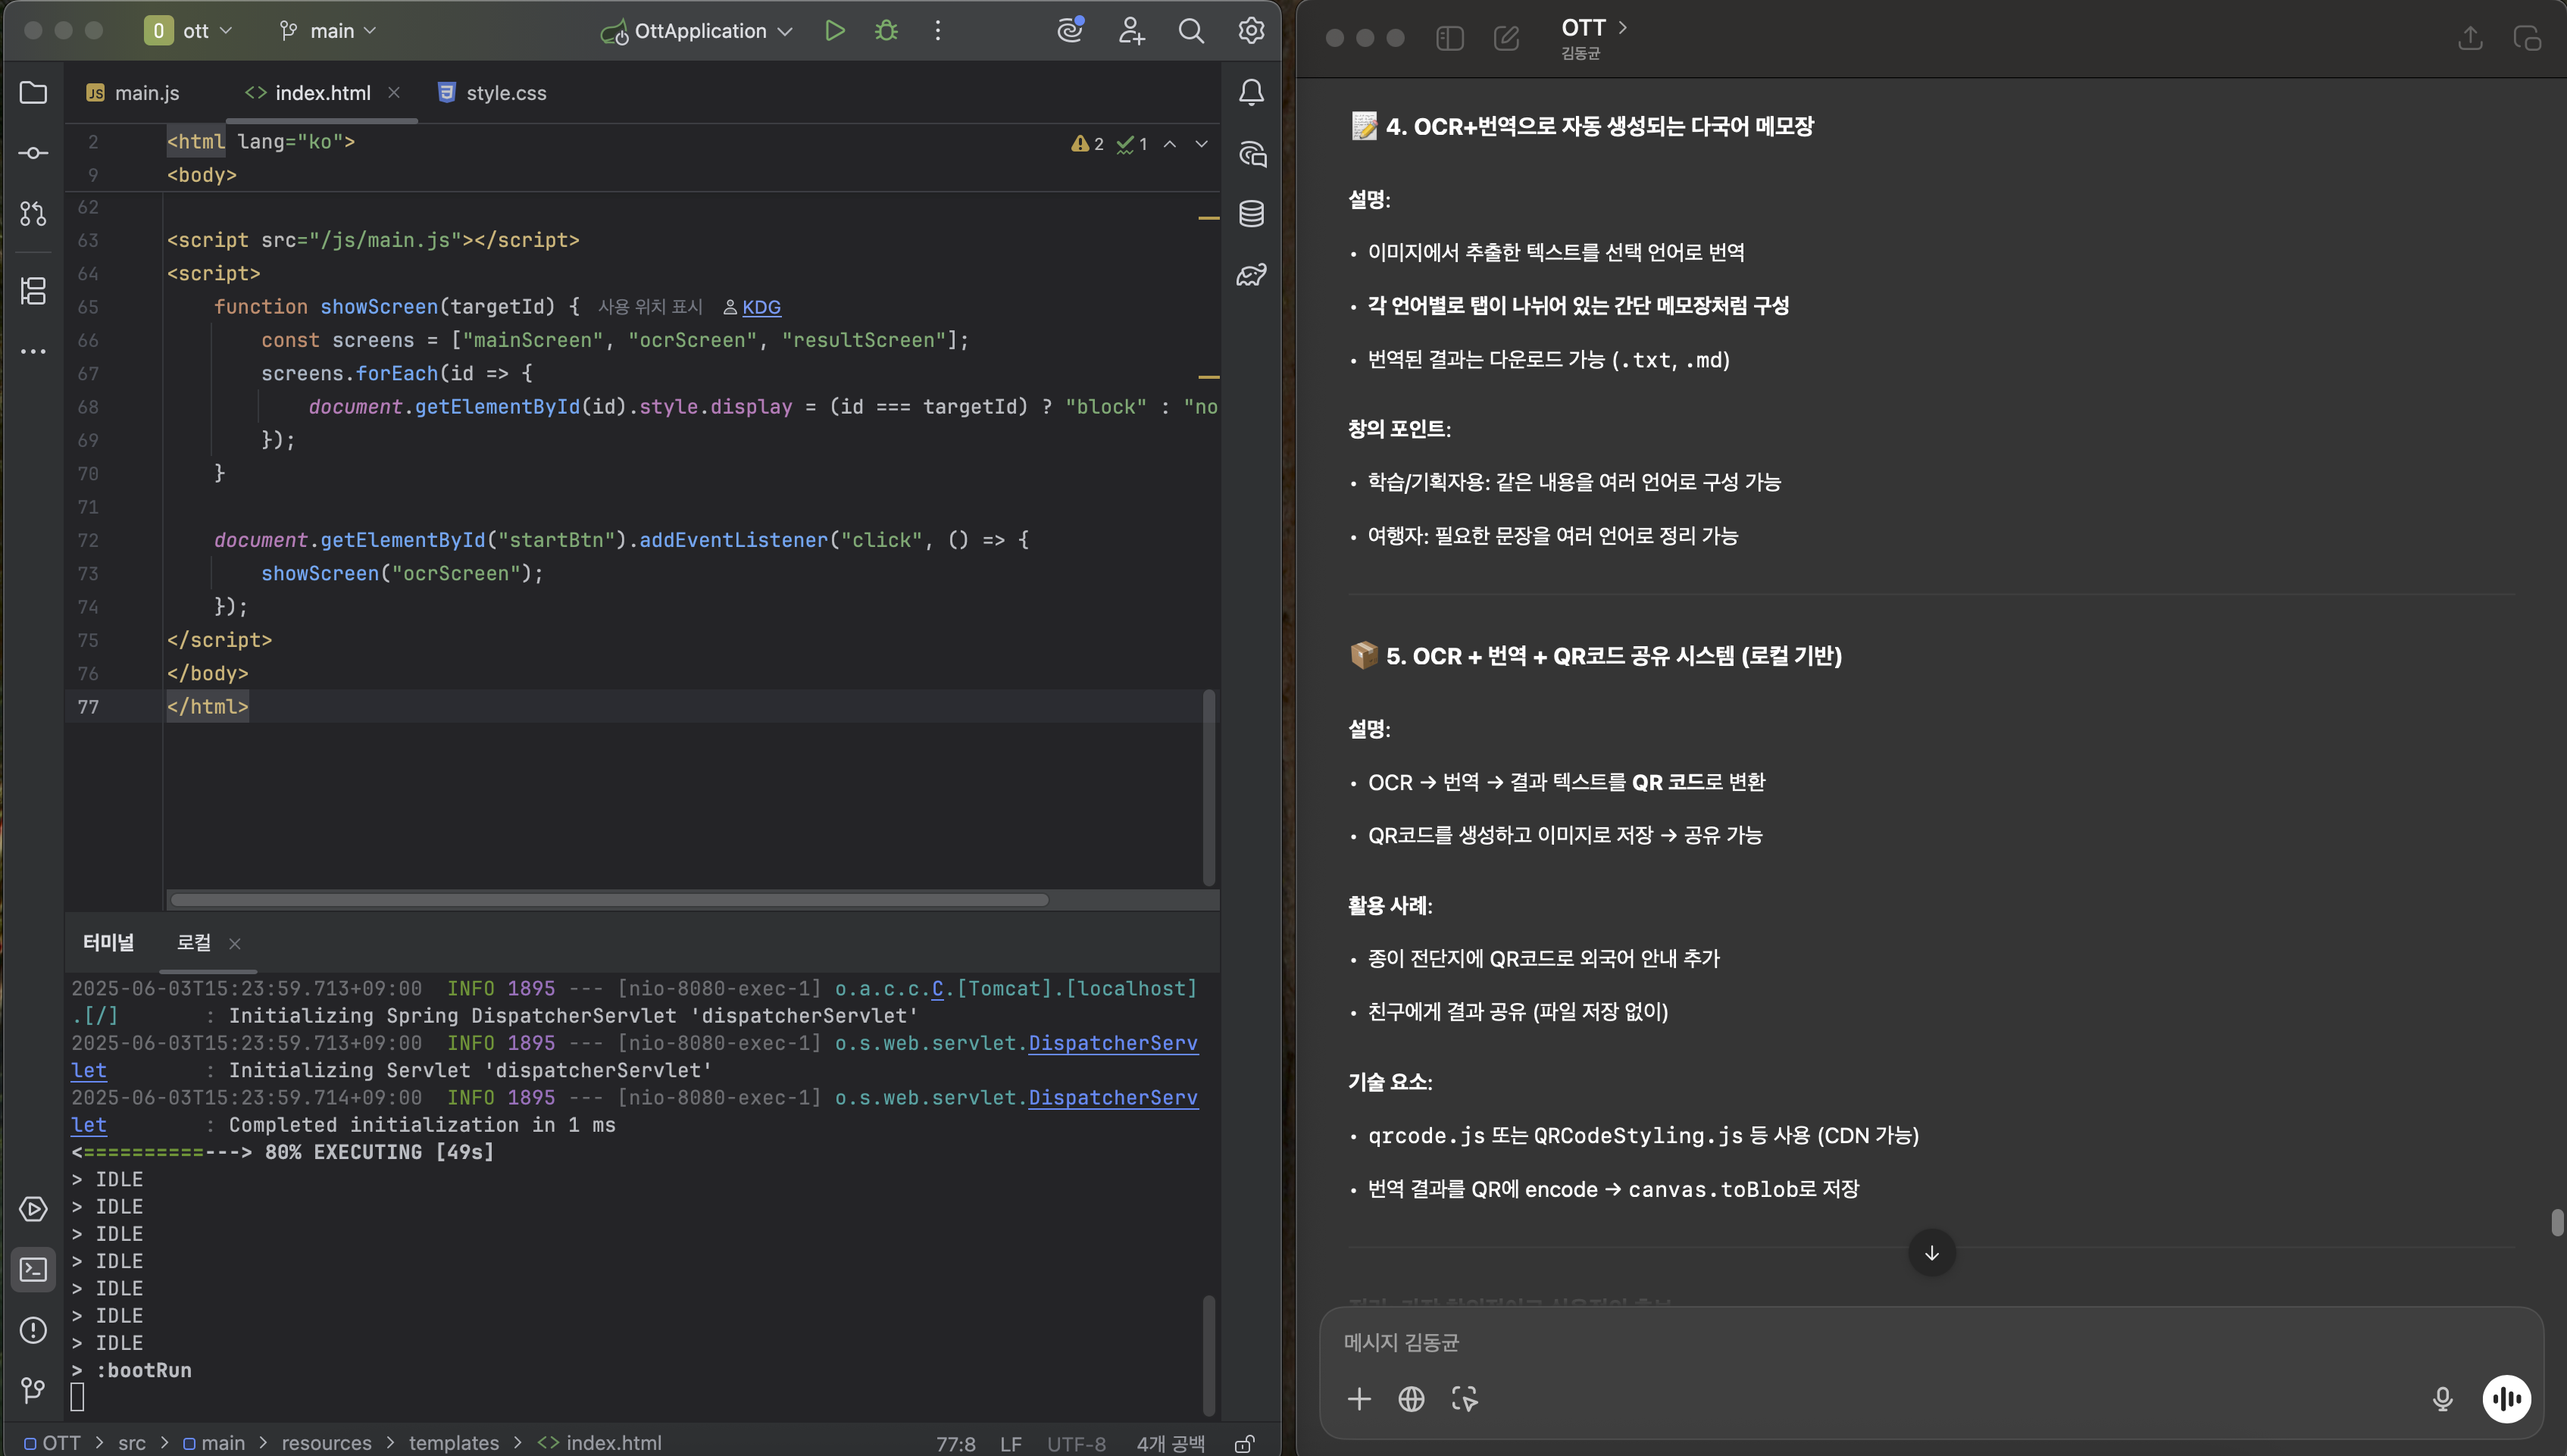 ott
main
OttApplication
main.js
index.html
style.css
2 <html lang="ko">
2 1
9 <body>
62
63 <script src="/js/main.js"></script>
64 <script>
65 function showScreen(targetId) { 사용 위치 표시 KDG
66 const screens = ["mainScreen", "ocrScreen", "resultScreen"];
67 screens.forEach(id => {
68 document.getElementById(id).style.display = (id === targetId) ? "block" : "no
69 });
70 }
71
72 document.getElementById("startBtn").addEventListener("click", () => {
73 showScreen("ocrScreen");
74 });
75 </script>
76 </body>
77 </html>
터미널 로컬
2025-06-03T15:23:59.713+09:00 INFO 1895 --- [nio-8080-exec-1] o.a.c.c.C.[Tomcat].[localhost]
.[/] : Initializing Spring DispatcherServlet 'dispatcherServlet'
2025-06-03T15:23:59.713+09:00 INFO 1895 --- [nio-8080-exec-1] o.s.web.servlet.DispatcherServ
let : Initializing Servlet 'dispatcherServlet'
2025-06-03T15:23:59.714+09:00 INFO 1895 --- [nio-8080-exec-1] o.s.web.servlet.DispatcherServ
let : Completed initialization in 1 ms
<==========---> 80% EXECUTING [49s]
> IDLE
> IDLE
> IDLE
> IDLE
> IDLE
> IDLE
> IDLE
> :bootRun
OTT > src > main > resources > templates > index.html
77:8 LF UTF-8 4개 공백
OTT >
김동균
📝 4. OCR+번역으로 자동 생성되는 다국어 메모장
설명:
• 이미지에서 추출한 텍스트를 선택 언어로 번역
• 각 언어별로 탭이 나뉘어 있는 간단 메모장처럼 구성
• 번역된 결과는 다운로드 가능 (.txt, .md)
창의 포인트:
• 학습/기획자용: 같은 내용을 여러 언어로 구성 가능
• 여행자: 필요한 문장을 여러 언어로 정리 가능
📦 5. OCR + 번역 + QR코드 공유 시스템 (로컬 기반)
설명:
• OCR → 번역 → 결과 텍스트를 QR 코드로 변환
• QR코드를 생성하고 이미지로 저장 → 공유 가능
활용 사례:
• 종이 전단지에 QR코드로 외국어 안내 추가
• 친구에게 결과 공유 (파일 저장 없이)
기술 요소:
• qrcode.js 또는 QRCodeStyling.js 등 사용 (CDN 가능)
• 번역 결과를 QR에 encode → canvas.toBlob로 저장
메시지 김동균